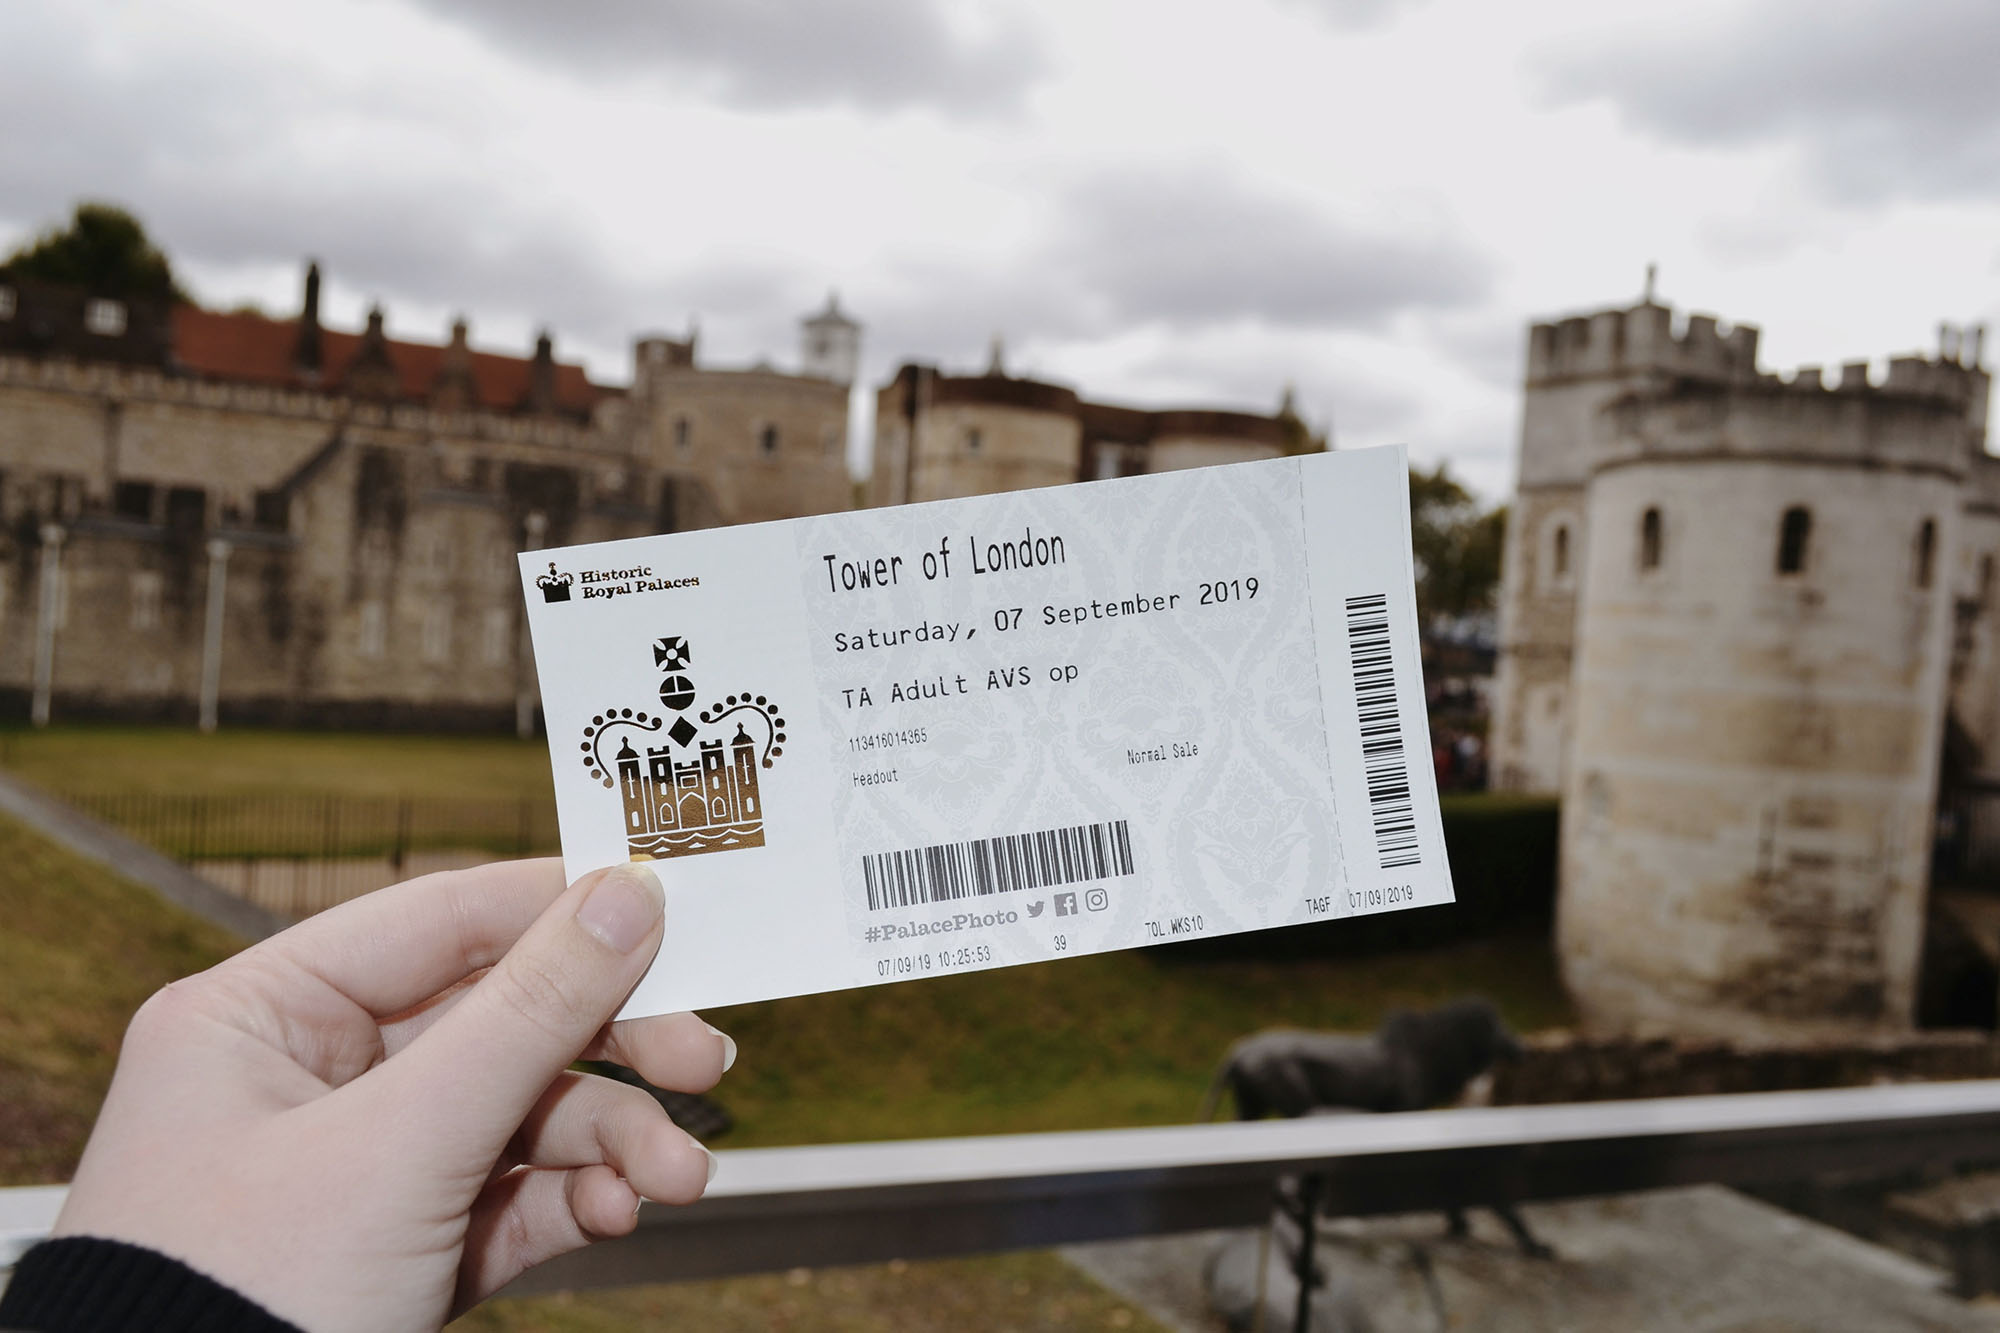 Historic
Royal Palaces
Tower of London
Saturday, 07 September 2019
TA Adult AVS op
113416014365
Headout
Normal Sale
#PalacePhoto
07/09/19 10:25:53
39
TOL.WKS10
TAGF
07/09/2019